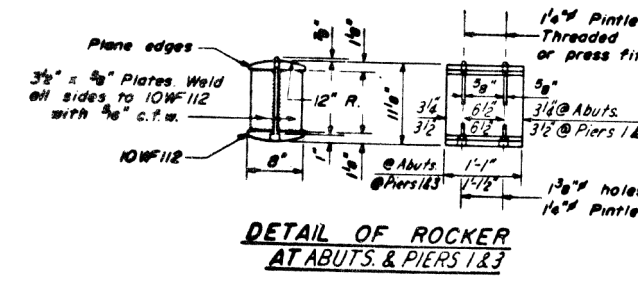 1¼"ø Pintle
Threaded
or press fit
Plane edges
3½" x ⅝" Plates. Weld
all sides to 10WF112
with 5/16" c.f.w.
10WF112
12" R.
1⅛"
11⅛"
8"
1"
1⅛"
⅝" ⅝"
3¼" 6½" 3¼" @ Abuts.
3½" 6½" 3½" @ Piers 1 &
@ Abuts. 1'-1"
@ Piers 1&3 1'-1½"
1⅜"ø holes
1¼"ø Pintle
DETAIL OF ROCKER
AT ABUTS. & PIERS 1 & 3